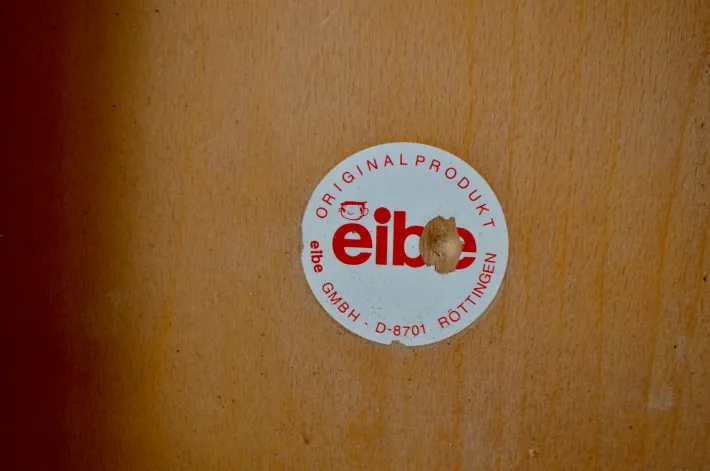 ORIGINALPRODUKT
eibe
eibe GMBH · D-8701 RÖTTINGEN